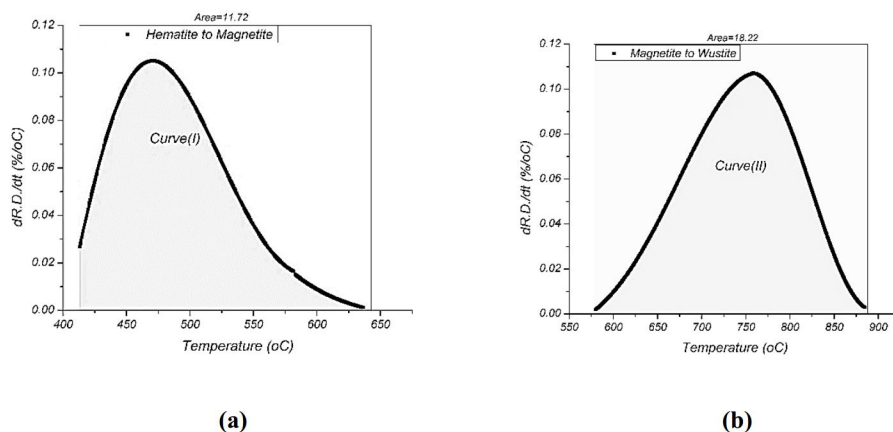 Area=11.72
Hematite to Magnetite
0.12
0.10
0.08
0.06
0.04
0.02
0.00
dR.D./dt (%/oC)
Curve(I)
400 450 500 550 600 650
Temperature (oC)
(a)
Area=18.22
Magnetite to Wustite
0.12
0.10
0.08
0.06
0.04
0.02
0.00
dR.D./dt (%/oC)
Curve(II)
550 600 650 700 750 800 850 900
Temperature (oC)
(b)